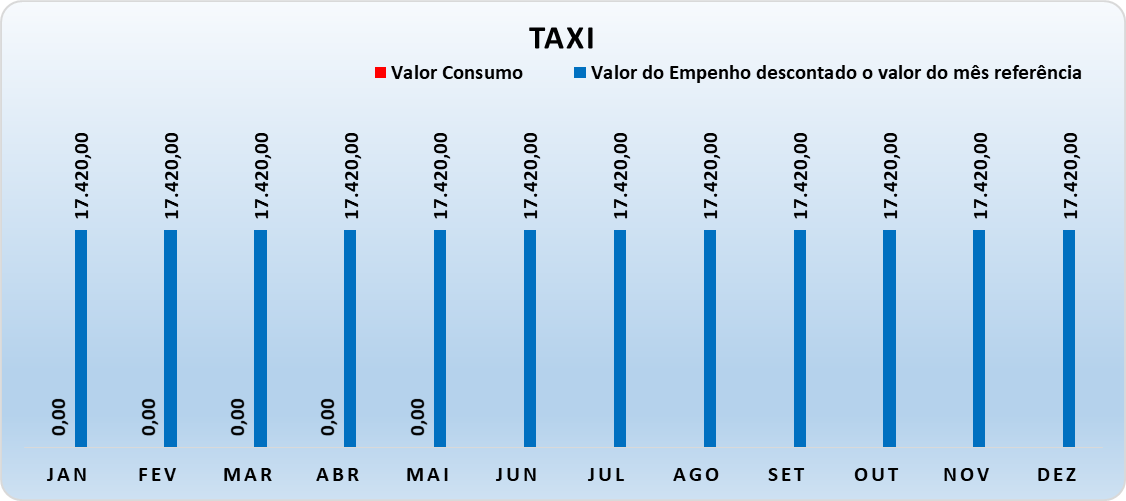 TAXI
Valor Consumo Valor do Empenho descontado o valor do mês referência
17.420,00 17.420,00 17.420,00 17.420,00 17.420,00 17.420,00 17.420,00 17.420,00 17.420,00 17.420,00 17.420,00 17.420,00
0,00 0,00 0,00 0,00 0,00
JAN FEV MAR ABR MAI JUN JUL AGO SET OUT NOV DEZ